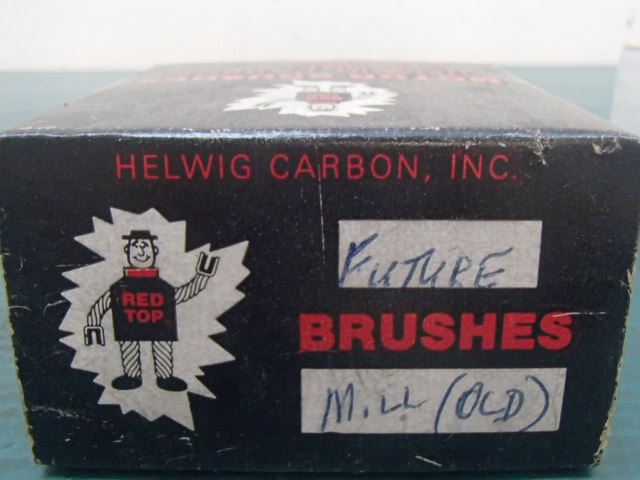 HELWIG CARBON, INC.
FUTURE
RED
TOP
BRUSHES
MILL (OLD)